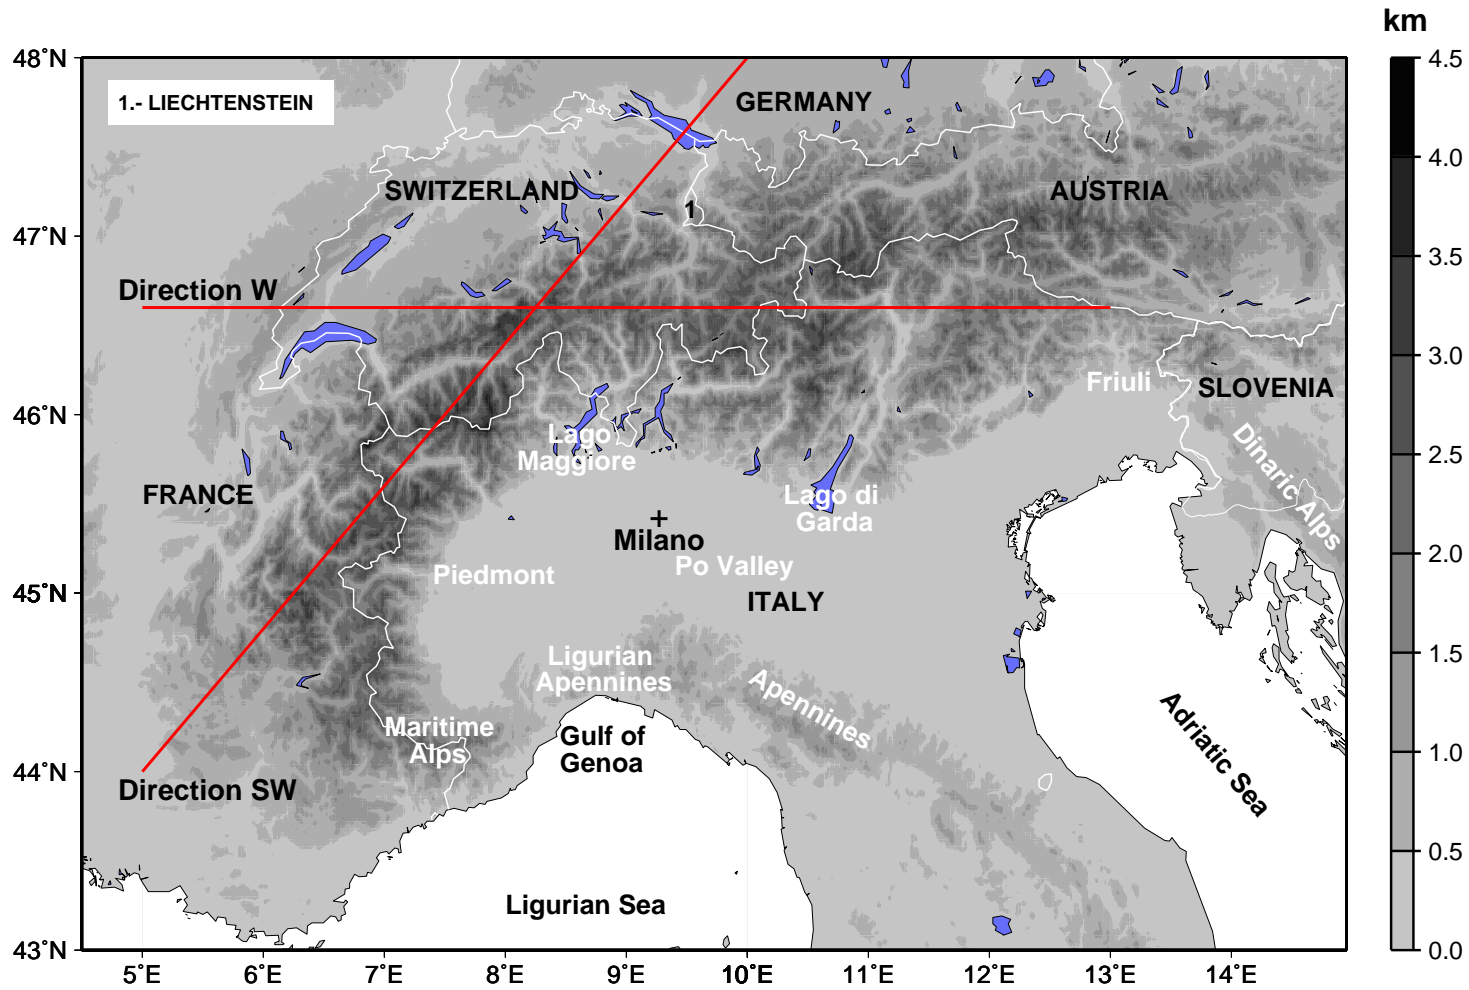 km
48˚N
47˚N
46˚N
45˚N
44˚N
43˚N
1.- LIECHTENSTEIN
GERMANY
SWITZERLAND
AUSTRIA
1
Direction W
Friuli
SLOVENIA
Lago
Maggiore
Dinaric Alps
FRANCE
Lago di
Garda
Milano
Po Valley
Piedmont
ITALY
Ligurian
Apennines
Apennines
Adriatic Sea
Maritime
Alps
Gulf of
Genoa
Direction SW
Ligurian Sea
5˚E
6˚E
7˚E
8˚E
9˚E
10˚E
11˚E
12˚E
13˚E
14˚E
4.5
4.0
3.5
3.0
2.5
2.0
1.5
1.0
0.5
0.0